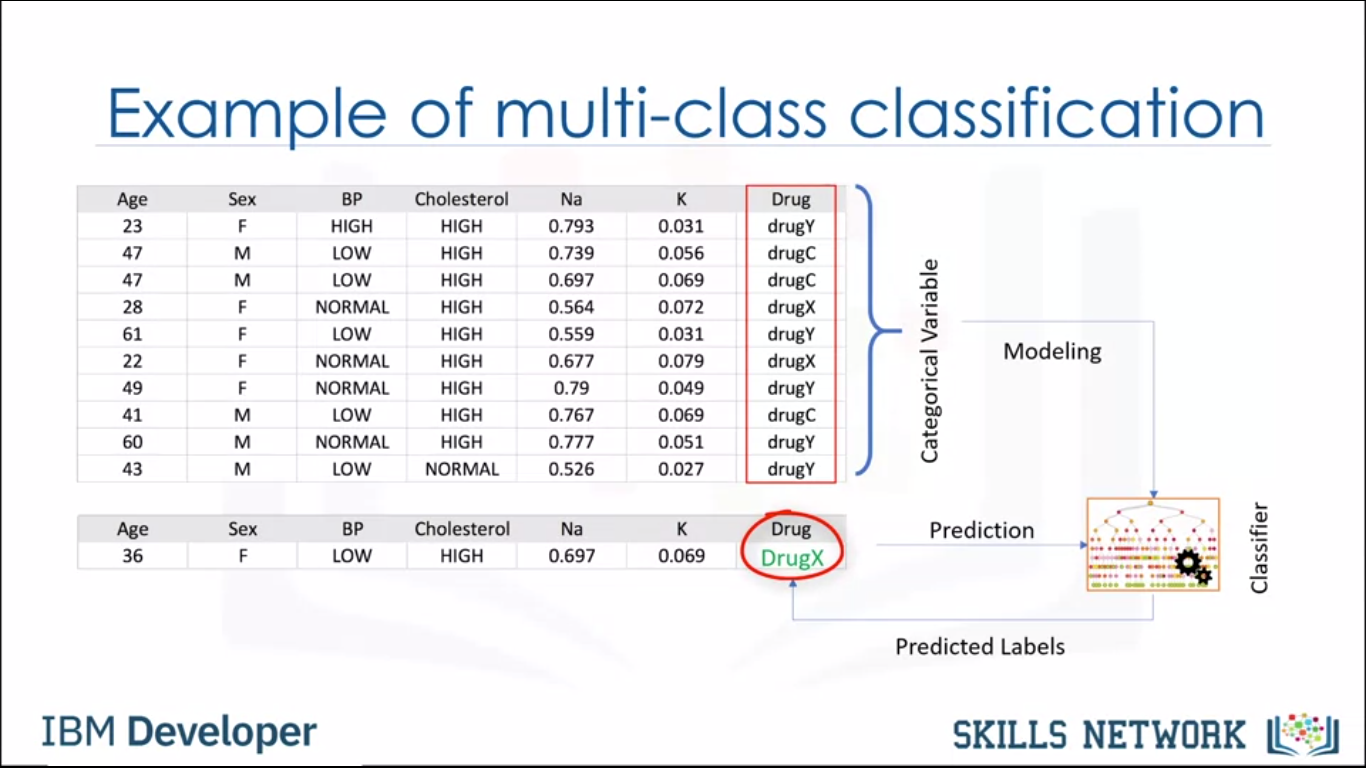 Example of multi-class classification
Age Sex BP Cholesterol Na K Drug
23 F HIGH HIGH 0.793 0.031 drugY
47 M LOW HIGH 0.739 0.056 drugC
47 M LOW HIGH 0.697 0.069 drugC
28 F NORMAL HIGH 0.564 0.072 drugX
61 F LOW HIGH 0.559 0.031 drugY
22 F NORMAL HIGH 0.677 0.079 drugX
49 F NORMAL HIGH 0.79 0.049 drugY
41 M LOW HIGH 0.767 0.069 drugC
60 M NORMAL HIGH 0.777 0.051 drugY
43 M LOW NORMAL 0.526 0.027 drugY
Categorical Variable
Modeling
Age Sex BP Cholesterol Na K Drug
36 F LOW HIGH 0.697 0.069 DrugX
Prediction
Classifier
Predicted Labels
IBM Developer
SKILLS NETWORK